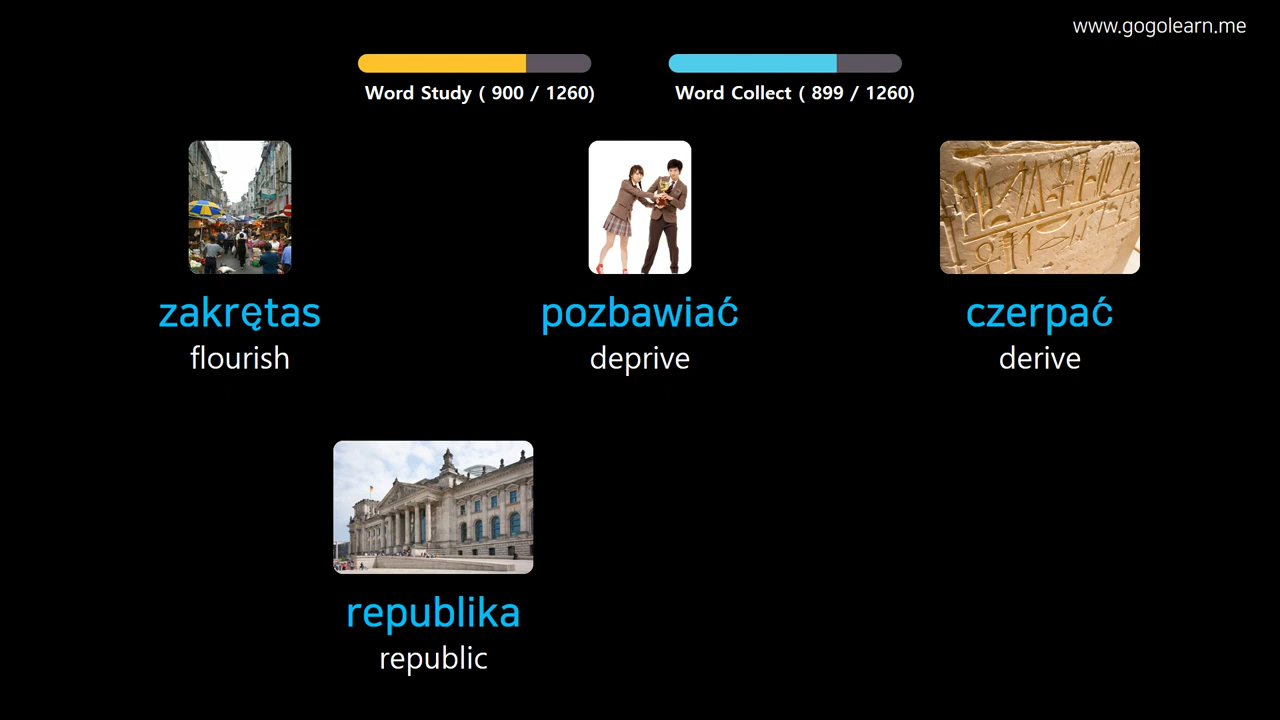 www.gogolearn.me
Word Study ( 900 / 1260)
Word Collect ( 899 / 1260)
zakrętas
flourish
pozbawiać
deprive
czerpać
derive
republika
republic